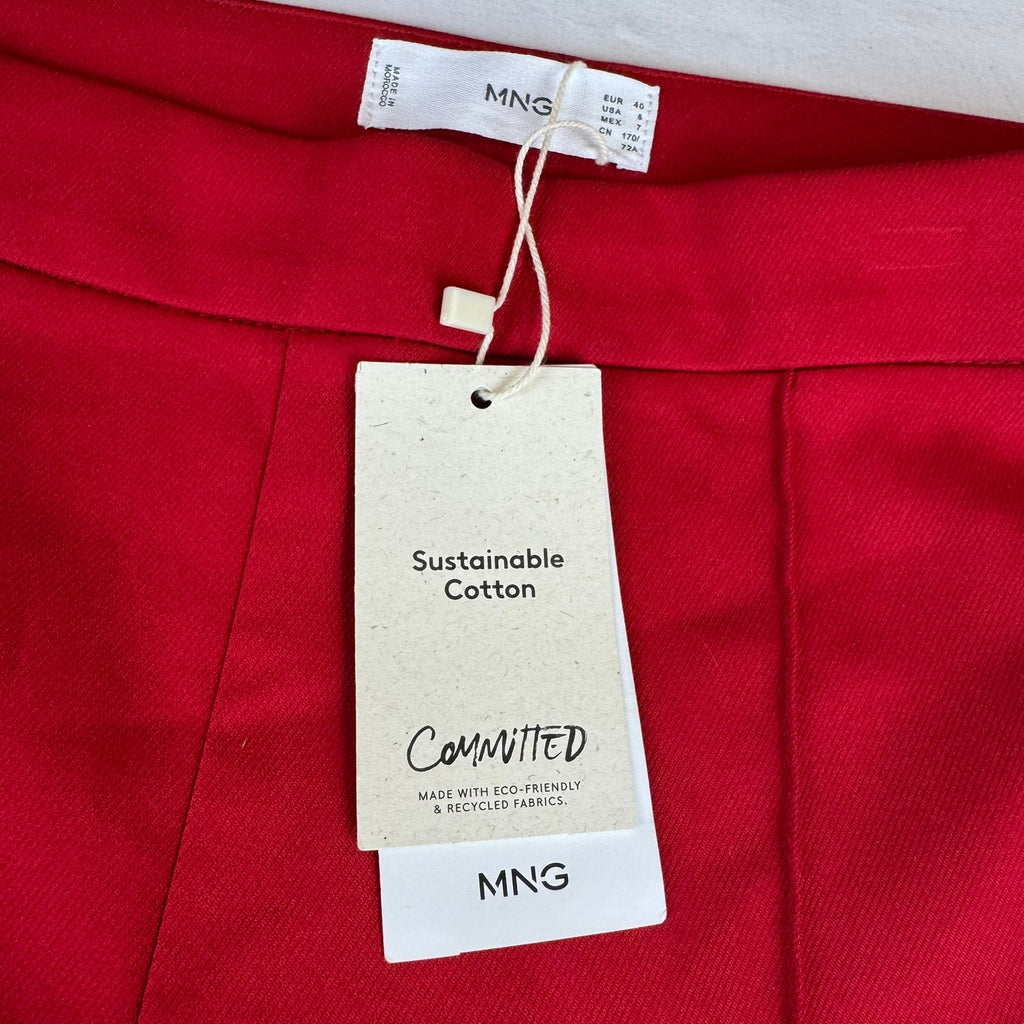 MADE IN
MOROCCO
MNG
EUR 40
USA 8
MEX 7
CN 170/
72A
Sustainable
Cotton
COMMITTED
MADE WITH ECO-FRIENDLY
& RECYCLED FABRICS.
MNG